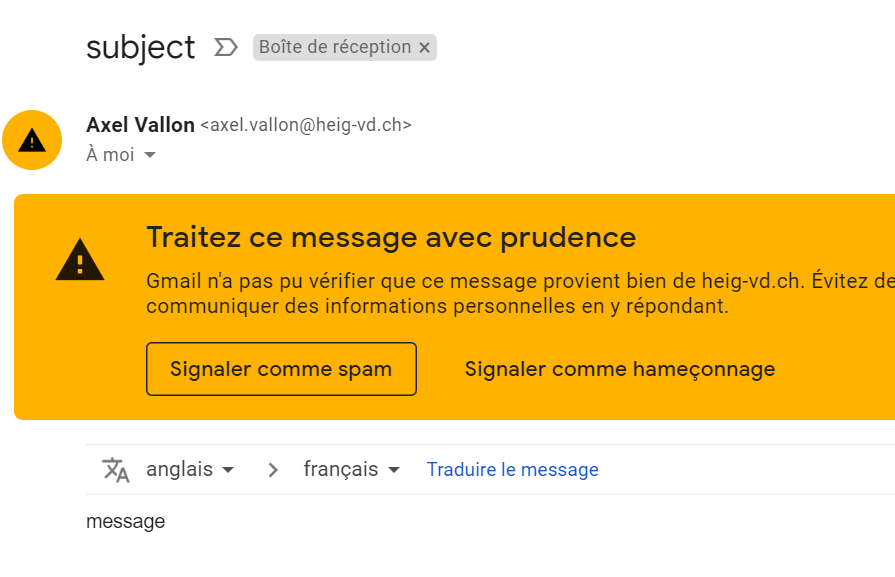 subject Boîte de réception ×
Axel Vallon <axel.vallon@heig-vd.ch>
À moi
Traitez ce message avec prudence
Gmail n'a pas pu vérifier que ce message provient bien de heig-vd.ch. Évitez de
communiquer des informations personnelles en y répondant.
Signaler comme spam Signaler comme hameçonnage
anglais français Traduire le message
message